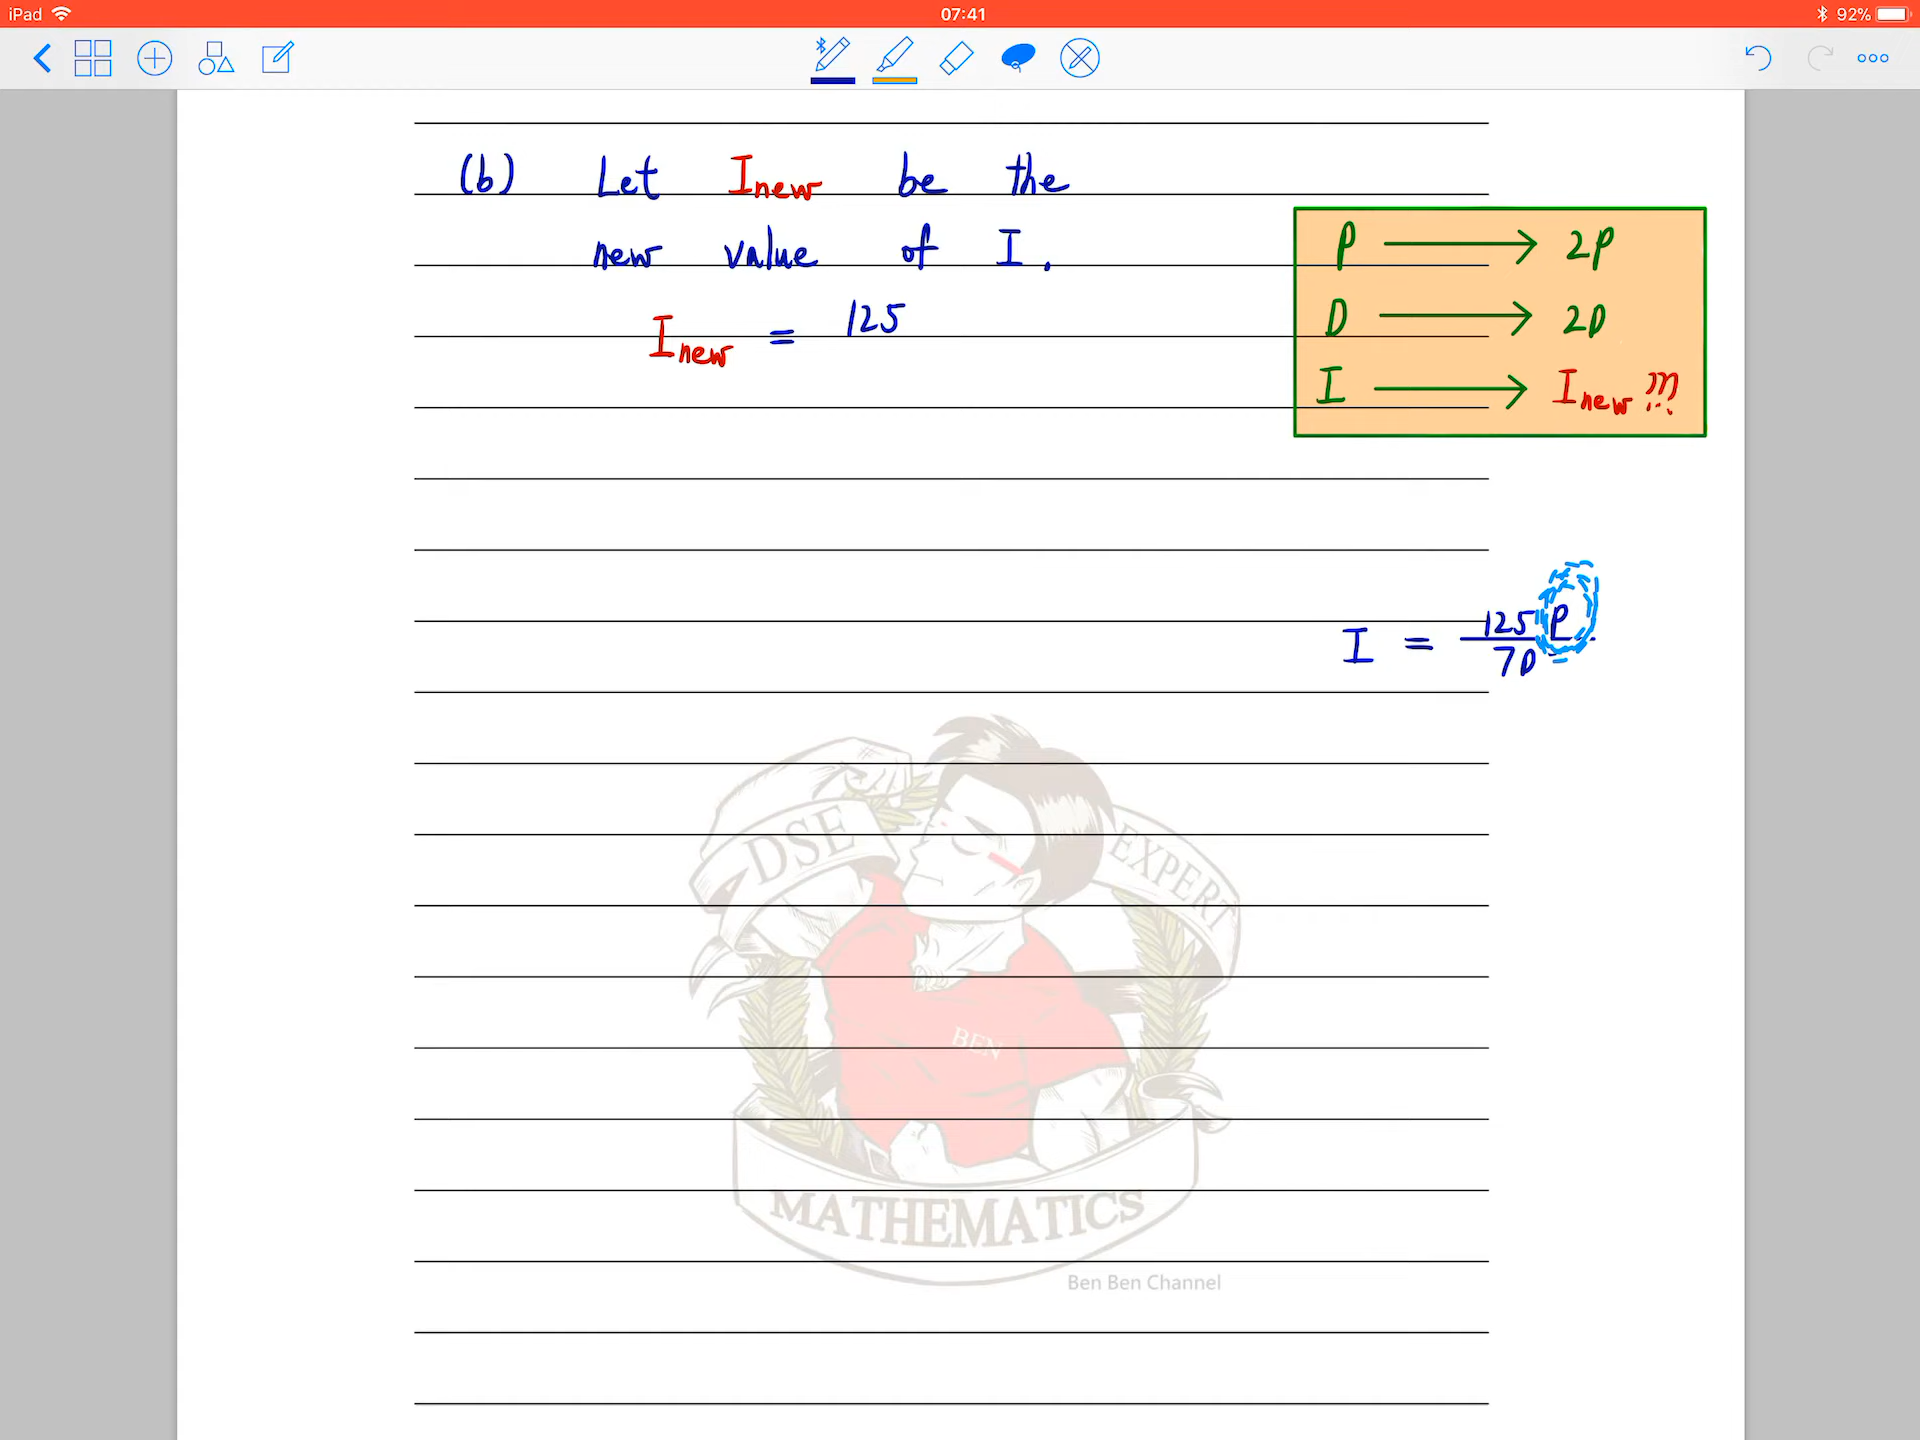 iPad 07:41 92%
(b) Let Inew be the
new value of I.
Inew = 125
P → 2P
D → 2D
I → Inew ???
I = 125P / 7D
DSE EXPERT
BEN
MATHEMATICS
Ben Ben Channel